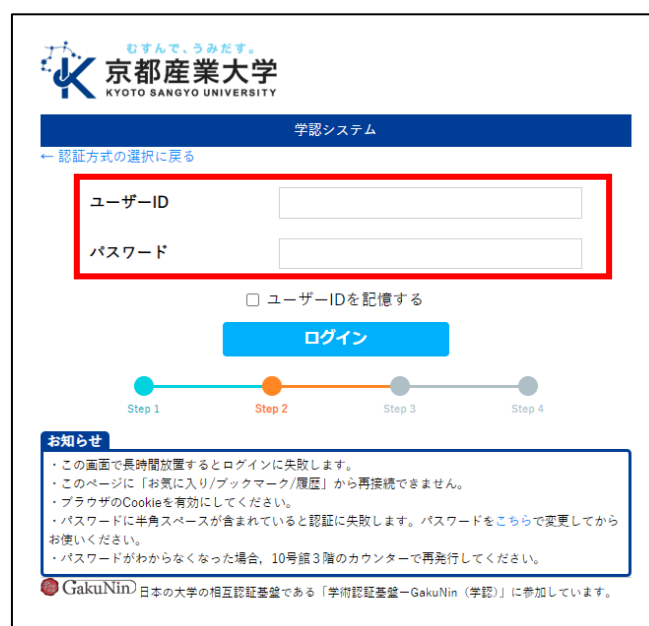 むすんで、うみだす。
京都産業大学
KYOTO SANGYO UNIVERSITY
学認システム
← 認証方式の選択に戻る
ユーザーID
パスワード
ユーザーIDを記憶する
ログイン
Step 1 Step 2 Step 3 Step 4
お知らせ
・この画面で長時間放置するとログインに失敗します。
・このページに「お気に入り/ブックマーク/履歴」から再接続できません。
・ブラウザのCookieを有効にしてください。
・パスワードに半角スペースが含まれていると認証に失敗します。パスワードをこちらで変更してから
お使いください。
・パスワードがわからなくなった場合，10号館３階のカウンターで再発行してください。
GakuNin 日本の大学の相互認証基盤である「学術認証基盤ーGakuNin（学認）」に参加しています。